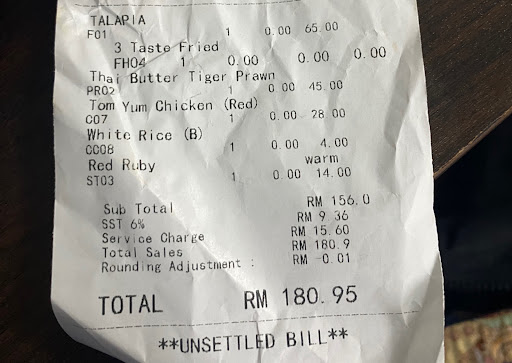 TALAPIA
F01 1 0.00 65.00
3 Taste Fried
FH04 1 0.00 0.00 0.00
Thai Butter Tiger Prawn
PR02 1 0.00 45.00
Tom Yum Chicken (Red)
C07 1 0.00 28.00
White Rice (B)
CC08 1 0.00 4.00
Red Ruby warm
ST03 1 0.00 14.00
Sub Total RM 156.0
SST 6% RM 9.36
Service Charge RM 15.60
Total Sales RM 180.9
Rounding Adjustment : RM -0.01
TOTAL RM 180.95
**UNSETTLED BILL**